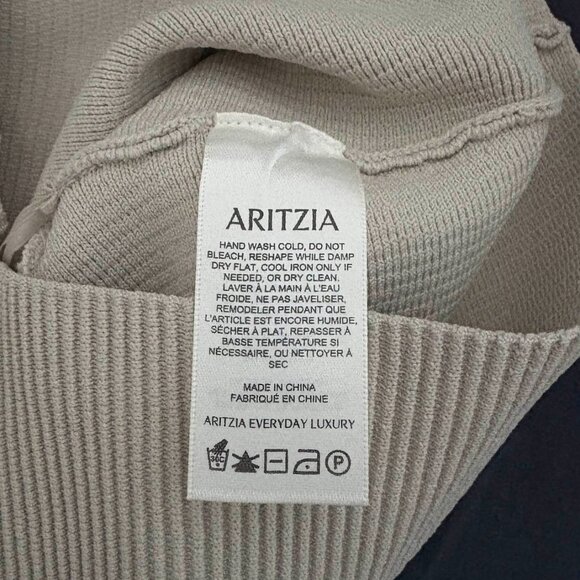 ARITZIA
HAND WASH COLD, DO NOT
BLEACH, RESHAPE WHILE DAMP
DRY FLAT, COOL IRON ONLY IF
NEEDED, OR DRY CLEAN.
LAVER À LA MAIN À L'EAU
FROIDE, NE PAS JAVELISER,
REMODELER PENDANT QUE
L'ARTICLE EST ENCORE HUMIDE,
SÉCHER À PLAT, REPASSER À
BASSE TEMPÉRATURE SI
NÉCESSAIRE, OU NETTOYER À
SEC
MADE IN CHINA
FABRIQUÉ EN CHINE
ARITZIA EVERYDAY LUXURY
30C P